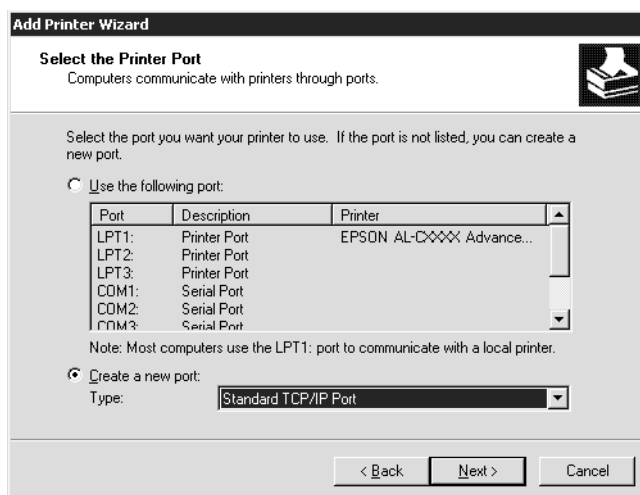 Add Printer Wizard
Select the Printer Port
Computers communicate with printers through ports.
Select the port you want your printer to use. If the port is not listed, you can create a
new port.
Use the following port:
Port Description Printer
LPT1: Printer Port EPSON AL-CXXXX Advance...
LPT2: Printer Port
LPT3: Printer Port
COM1: Serial Port
COM2: Serial Port
COM3: Serial Port
Note: Most computers use the LPT1: port to communicate with a local printer.
Create a new port:
Type: Standard TCP/IP Port
< Back Next > Cancel